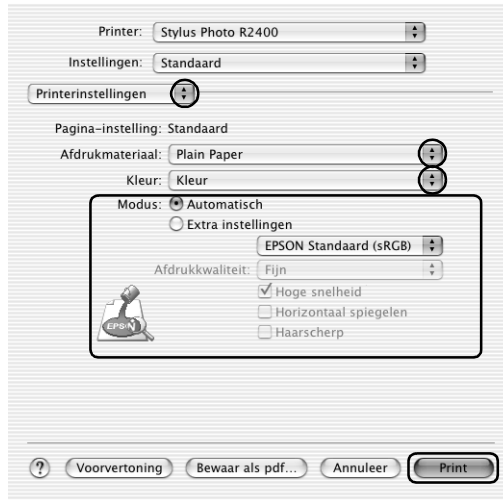 Printer: Stylus Photo R2400
Instellingen: Standaard
Printerinstellingen
Pagina-instelling: Standaard
Afdrukmateriaal: Plain Paper
Kleur: Kleur
Modus: Automatisch
Extra instellingen
EPSON Standaard (sRGB)
Afdrukkwaliteit: Fijn
Hoge snelheid
Horizontaal spiegelen
Haarscherp
EPSON
? Voorvertoning Bewaar als pdf... Annuleer Print